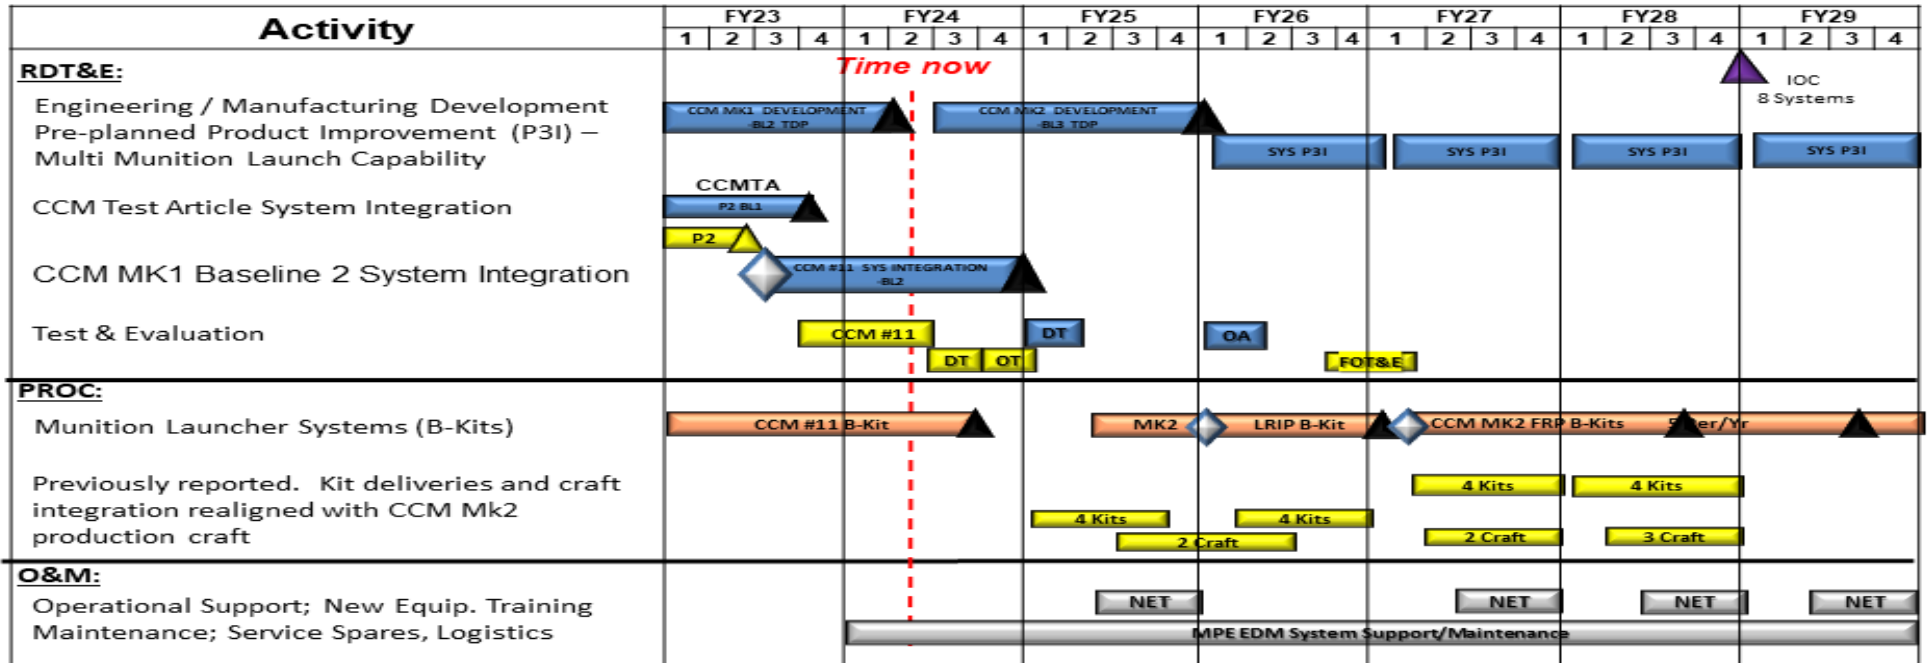 Activity
FY23 FY24 FY25 FY26 FY27 FY28 FY29
1 2 3 4 1 2 3 4 1 2 3 4 1 2 3 4 1 2 3 4 1 2 3 4 1 2 3 4
Time now
RDT&E:
IOC
8 Systems
Engineering / Manufacturing Development
Pre-planned Product Improvement (P3I) –
Multi Munition Launch Capability
CCM MK1 DEVELOPMENT
-BL2 TDP
CCM MK2 DEVELOPMENT
-BL3 TDP
SYS P3I SYS P3I SYS P3I SYS P3I
CCMTA
CCM Test Article System Integration
P2 BL1
P2
CCM MK1 Baseline 2 System Integration
CCM #11 SYS INTEGRATION
-BL2
Test & Evaluation
CCM #11 DT OA
DT OT FOT&E
PROC:
Munition Launcher Systems (B-Kits)
CCM #11 B-Kit MK2 LRIP B-Kit CCM MK2 FRP B-Kits Per/Yr
Previously reported. Kit deliveries and craft
integration realigned with CCM Mk2
production craft
4 Kits 4 Kits
4 Kits 4 Kits
2 Craft 2 Craft 3 Craft
O&M:
Operational Support; New Equip. Training
Maintenance; Service Spares, Logistics
NET NET NET NET
MPE EDM System Support/Maintenance